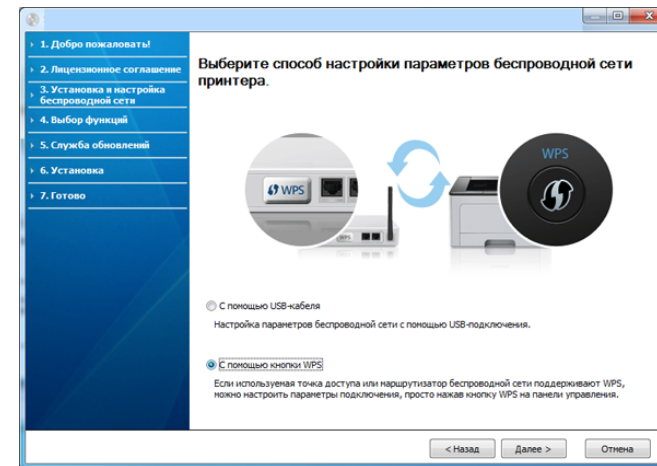 1. Добро пожаловать!
2. Лицензионное соглашение
3. Установка и настройка
беспроводной сети
4. Выбор функций
5. Служба обновлений
6. Установка
7. Готово
Выберите способ настройки параметров беспроводной сети
принтера.
WPS
WPS
WPS
С помощью USB-кабеля
Настройка параметров беспроводной сети с помощью USB-подключения.
С помощью кнопки WPS
Если используемая точка доступа или маршрутизатор беспроводной сети поддерживают WPS,
можно настроить параметры подключения, просто нажав кнопку WPS на панели управления.
< Назад
Далее >
Отмена